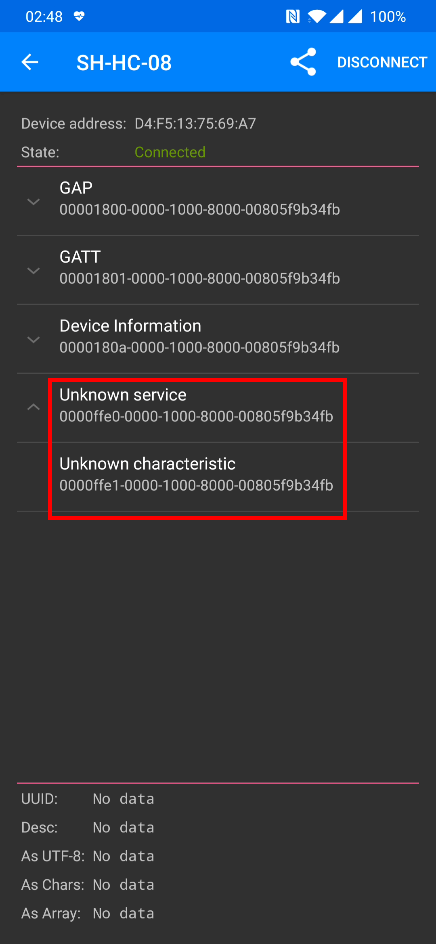 02:48 100%
SH-HC-08 DISCONNECT
Device address: D4:F5:13:75:69:A7
State: Connected
GAP
00001800-0000-1000-8000-00805f9b34fb
GATT
00001801-0000-1000-8000-00805f9b34fb
Device Information
0000180a-0000-1000-8000-00805f9b34fb
Unknown service
0000ffe0-0000-1000-8000-00805f9b34fb
Unknown characteristic
0000ffe1-0000-1000-8000-00805f9b34fb
UUID: No data
Desc: No data
As UTF-8: No data
As Chars: No data
As Array: No data